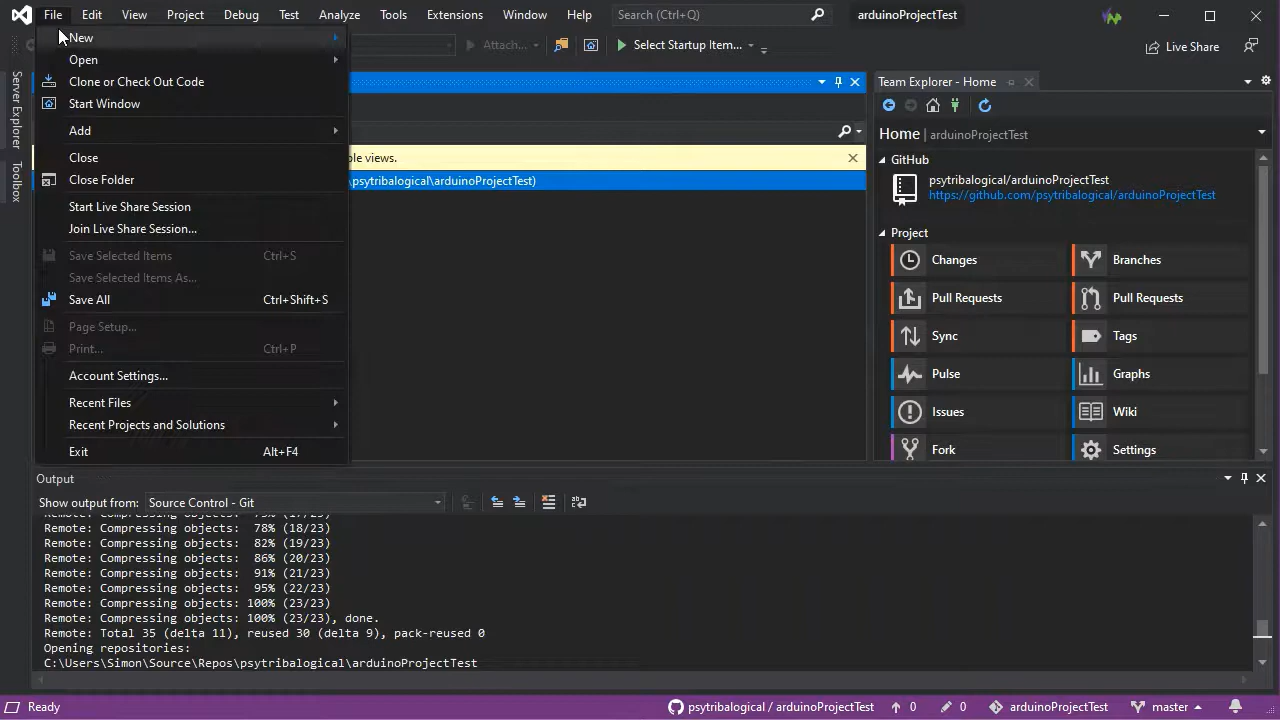 File Edit View Project Debug Test Analyze Tools Extensions Window Help Search (Ctrl+Q) arduinoProjectTest
Attach... Select Startup Item... Live Share
Server Explorer
Toolbox
New
Open
Clone or Check Out Code
Start Window
Add
Close
Close Folder
Start Live Share Session
Join Live Share Session...
Save Selected Items Ctrl+S
Save Selected Items As...
Save All Ctrl+Shift+S
Page Setup...
Print... Ctrl+P
Account Settings...
Recent Files
Recent Projects and Solutions
Exit Alt+F4
views.
\psytribalogical\arduinoProjectTest)
Team Explorer - Home
Home | arduinoProjectTest
GitHub
psytribalogical/arduinoProjectTest
https://github.com/psytribalogical/arduinoProjectTest
Project
Changes Branches
Pull Requests Pull Requests
Sync Tags
Pulse Graphs
Issues Wiki
Fork Settings
Output
Show output from: Source Control - Git
Remote: Compressing objects: 73% (17/23)
Remote: Compressing objects: 78% (18/23)
Remote: Compressing objects: 82% (19/23)
Remote: Compressing objects: 86% (20/23)
Remote: Compressing objects: 91% (21/23)
Remote: Compressing objects: 95% (22/23)
Remote: Compressing objects: 100% (23/23)
Remote: Compressing objects: 100% (23/23), done.
Remote: Total 35 (delta 11), reused 30 (delta 9), pack-reused 0
Opening repositories:
C:\Users\Simon\Source\Repos\psytribalogical\arduinoProjectTest
Ready psytribalogical / arduinoProjectTest 0 0 arduinoProjectTest master